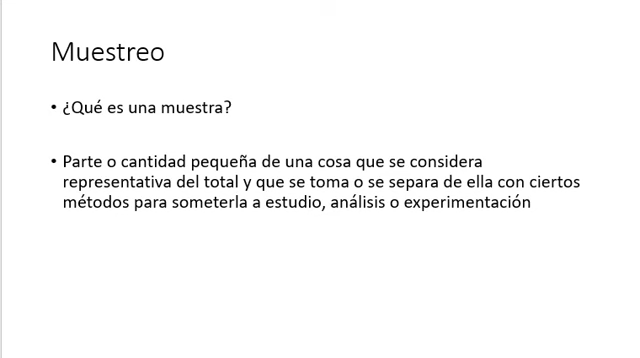 Muestreo
• ¿Qué es una muestra?
• Parte o cantidad pequeña de una cosa que se considera
representativa del total y que se toma o se separa de ella con ciertos
métodos para someterla a estudio, análisis o experimentación